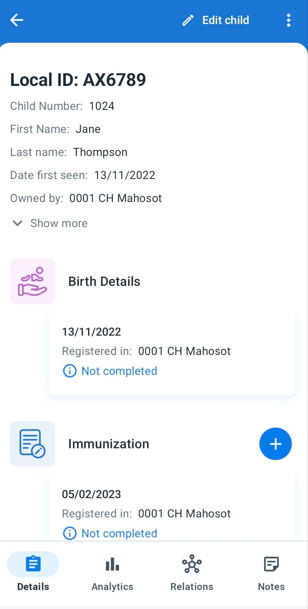 Edit child
Local ID: AX6789
Child Number: 1024
First Name: Jane
Last name: Thompson
Date first seen: 13/11/2022
Owned by: 0001 CH Mahosot
Show more
Birth Details
13/11/2022
Registered in: 0001 CH Mahosot
Not completed
Immunization
05/02/2023
Registered in: 0001 CH Mahosot
Not completed
Details Analytics Relations Notes